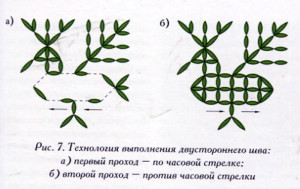 а)
б)
Рис. 7. Технология выполнения двустороннего шва:
а) первый проход — по часовой стрелке;
б) второй проход — против часовой стрелки